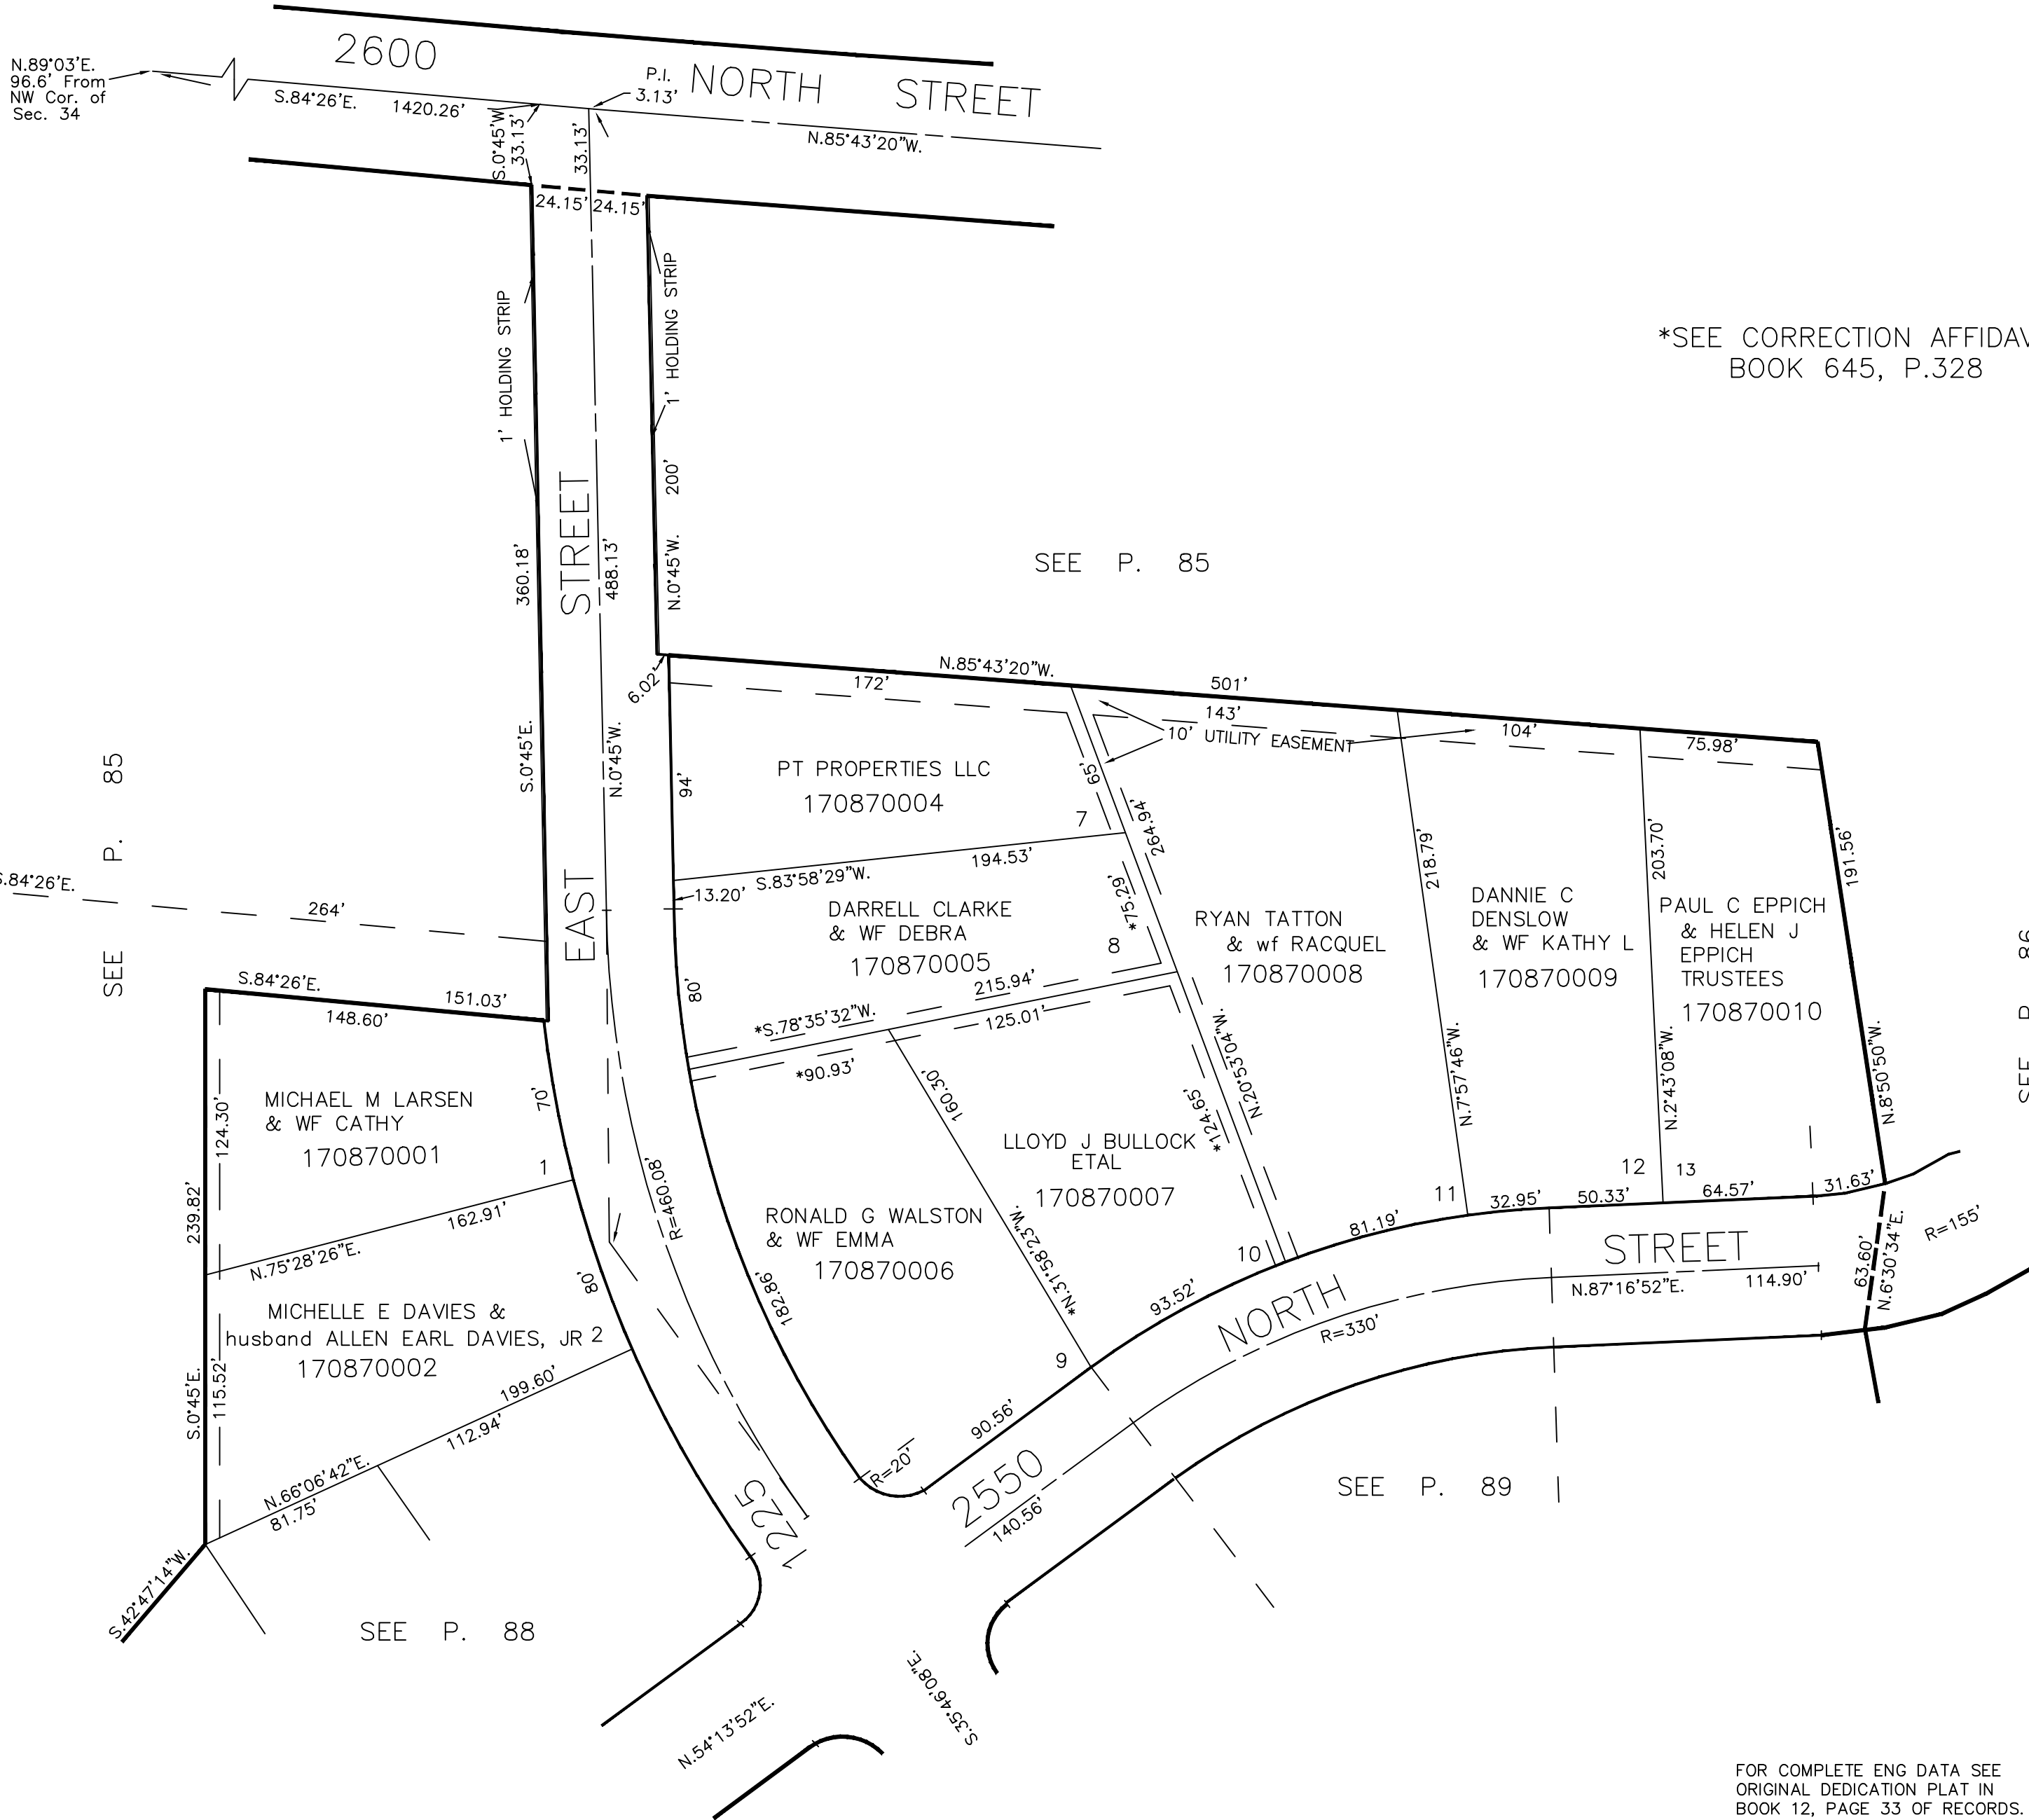 N.89°03'E.
96.6' From
NW Cor. of
Sec. 34
2600 NORTH STREET
S.84°26'E. 1420.26'
P.I.
3.13'
N.85°43'20"W.
S.0°45'W
33.13'
33.13'
24.15' 24.15'
1' HOLDING STRIP
1' HOLDING STRIP
*SEE CORRECTION AFFIDAV
BOOK 645, P.328
200'
N.0°45'W.
360.18'
S.0°45'E.
488.13'
N.0°45'W.
1225 EAST STREET
SEE P. 85
SEE P. 85
6.02'
N.85°43'20"W.
501'
172'
143'
104'
75.98'
10' UTILITY EASEMENT
94'
PT PROPERTIES LLC
170870004
7
65'
264.94'
S.84°26'E.
264'
13.20'
S.83°58'29"W.
194.53'
DARRELL CLARKE
& WF DEBRA
170870005
8
*75.29'
80'
*S.78°35'32"W.
215.94'
*90.93'
125.01'
RYAN TATTON
& wf RACQUEL
170870008
218.79'
N.7°57'46"W.
DANNIE C
DENSLOW
& WF KATHY L
170870009
203.70'
N.2°43'08"W.
PAUL C EPPICH
& HELEN J
EPPICH
TRUSTEES
170870010
191.56'
N.8°50'50"W.
SEE P. 86
S.84°26'E.
151.03'
148.60'
MICHAEL M LARSEN
& WF CATHY
170870001
1
70'
124.30'
239.82'
S.0°45'E.
N.75°28'26"E.
162.91'
80'
MICHELLE E DAVIES &
husband ALLEN EARL DAVIES, JR 2
170870002
115.52'
N.66°06'42"E.
199.60'
81.75'
112.94'
S.42°47'14"W.
SEE P. 88
R=460.08'
182.86'
RONALD G WALSTON
& WF EMMA
170870006
9
160.30'
*N.31°58'23"W.
LLOYD J BULLOCK
ETAL
170870007
10
*124.65'
N.20°53'04"W.
11
12
13
90.56'
93.52'
81.19'
32.95'
50.33'
64.57'
31.63'
R=20'
2550 NORTH STREET
140.56'
R=330'
N.87°16'52"E.
114.90'
63.60'
N.6°30'34"E.
R=155'
SEE P. 89
S.35°46'08"E.
N.54°13'52"E.
FOR COMPLETE ENG DATA SEE
ORIGINAL DEDICATION PLAT IN
BOOK 12, PAGE 33 OF RECORDS.